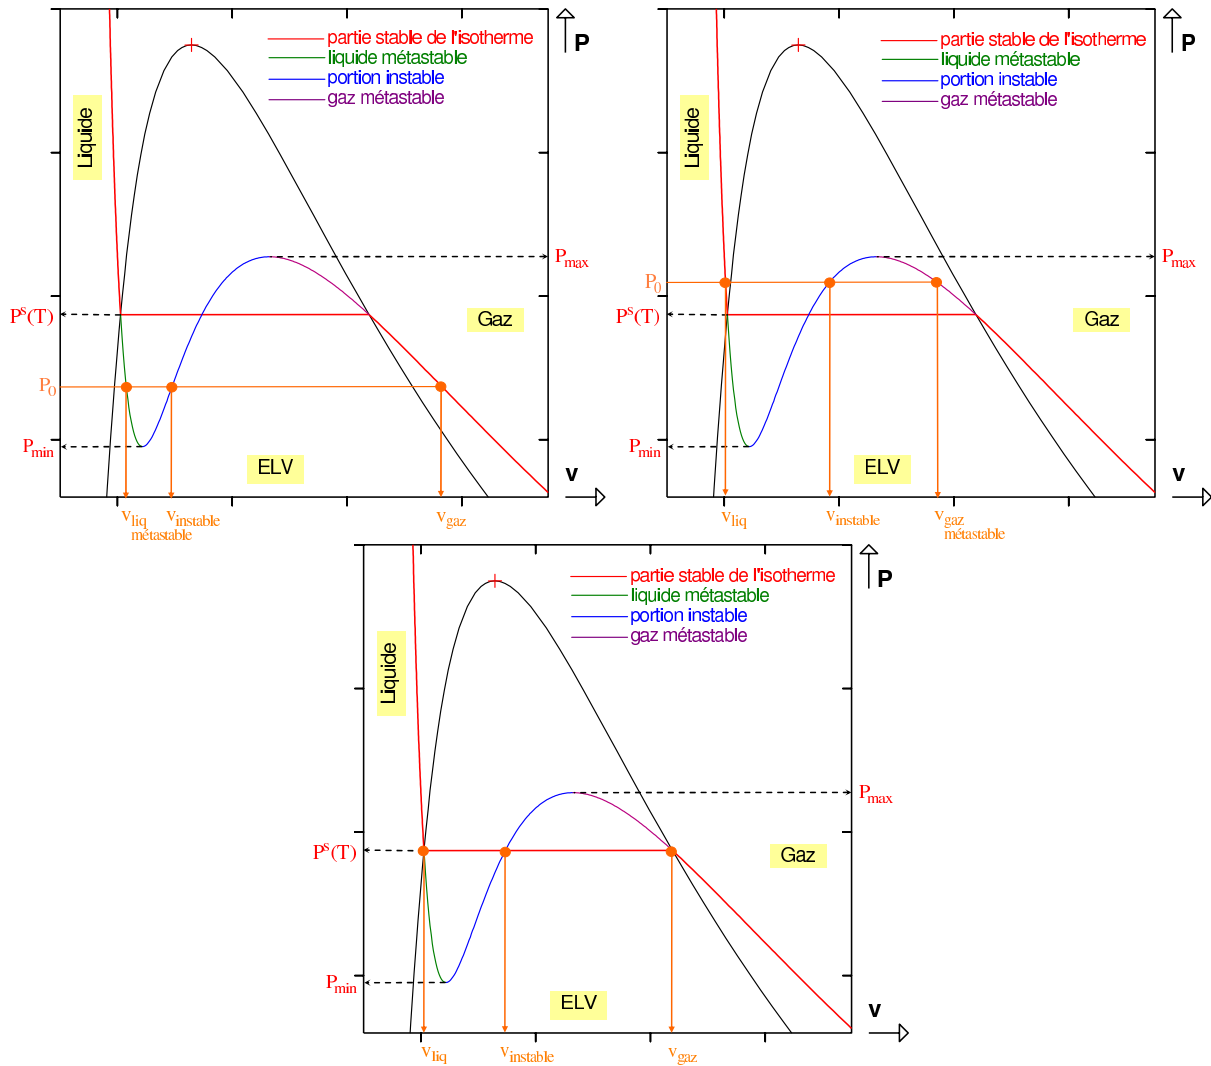 P
partie stable de l'isotherme
liquide métastable
portion instable
gaz métastable
Liquide
Pmax
Ps(T)
Gaz
P0
Pmin
ELV
v
vliq
métastable
vinstable
vgaz
P
partie stable de l'isotherme
liquide métastable
portion instable
gaz métastable
Liquide
Pmax
P0
Ps(T)
Gaz
Pmin
ELV
v
vliq
vinstable
vgaz
métastable
P
partie stable de l'isotherme
liquide métastable
portion instable
gaz métastable
Liquide
Pmax
Ps(T)
Gaz
Pmin
ELV
v
vliq
vinstable
vgaz